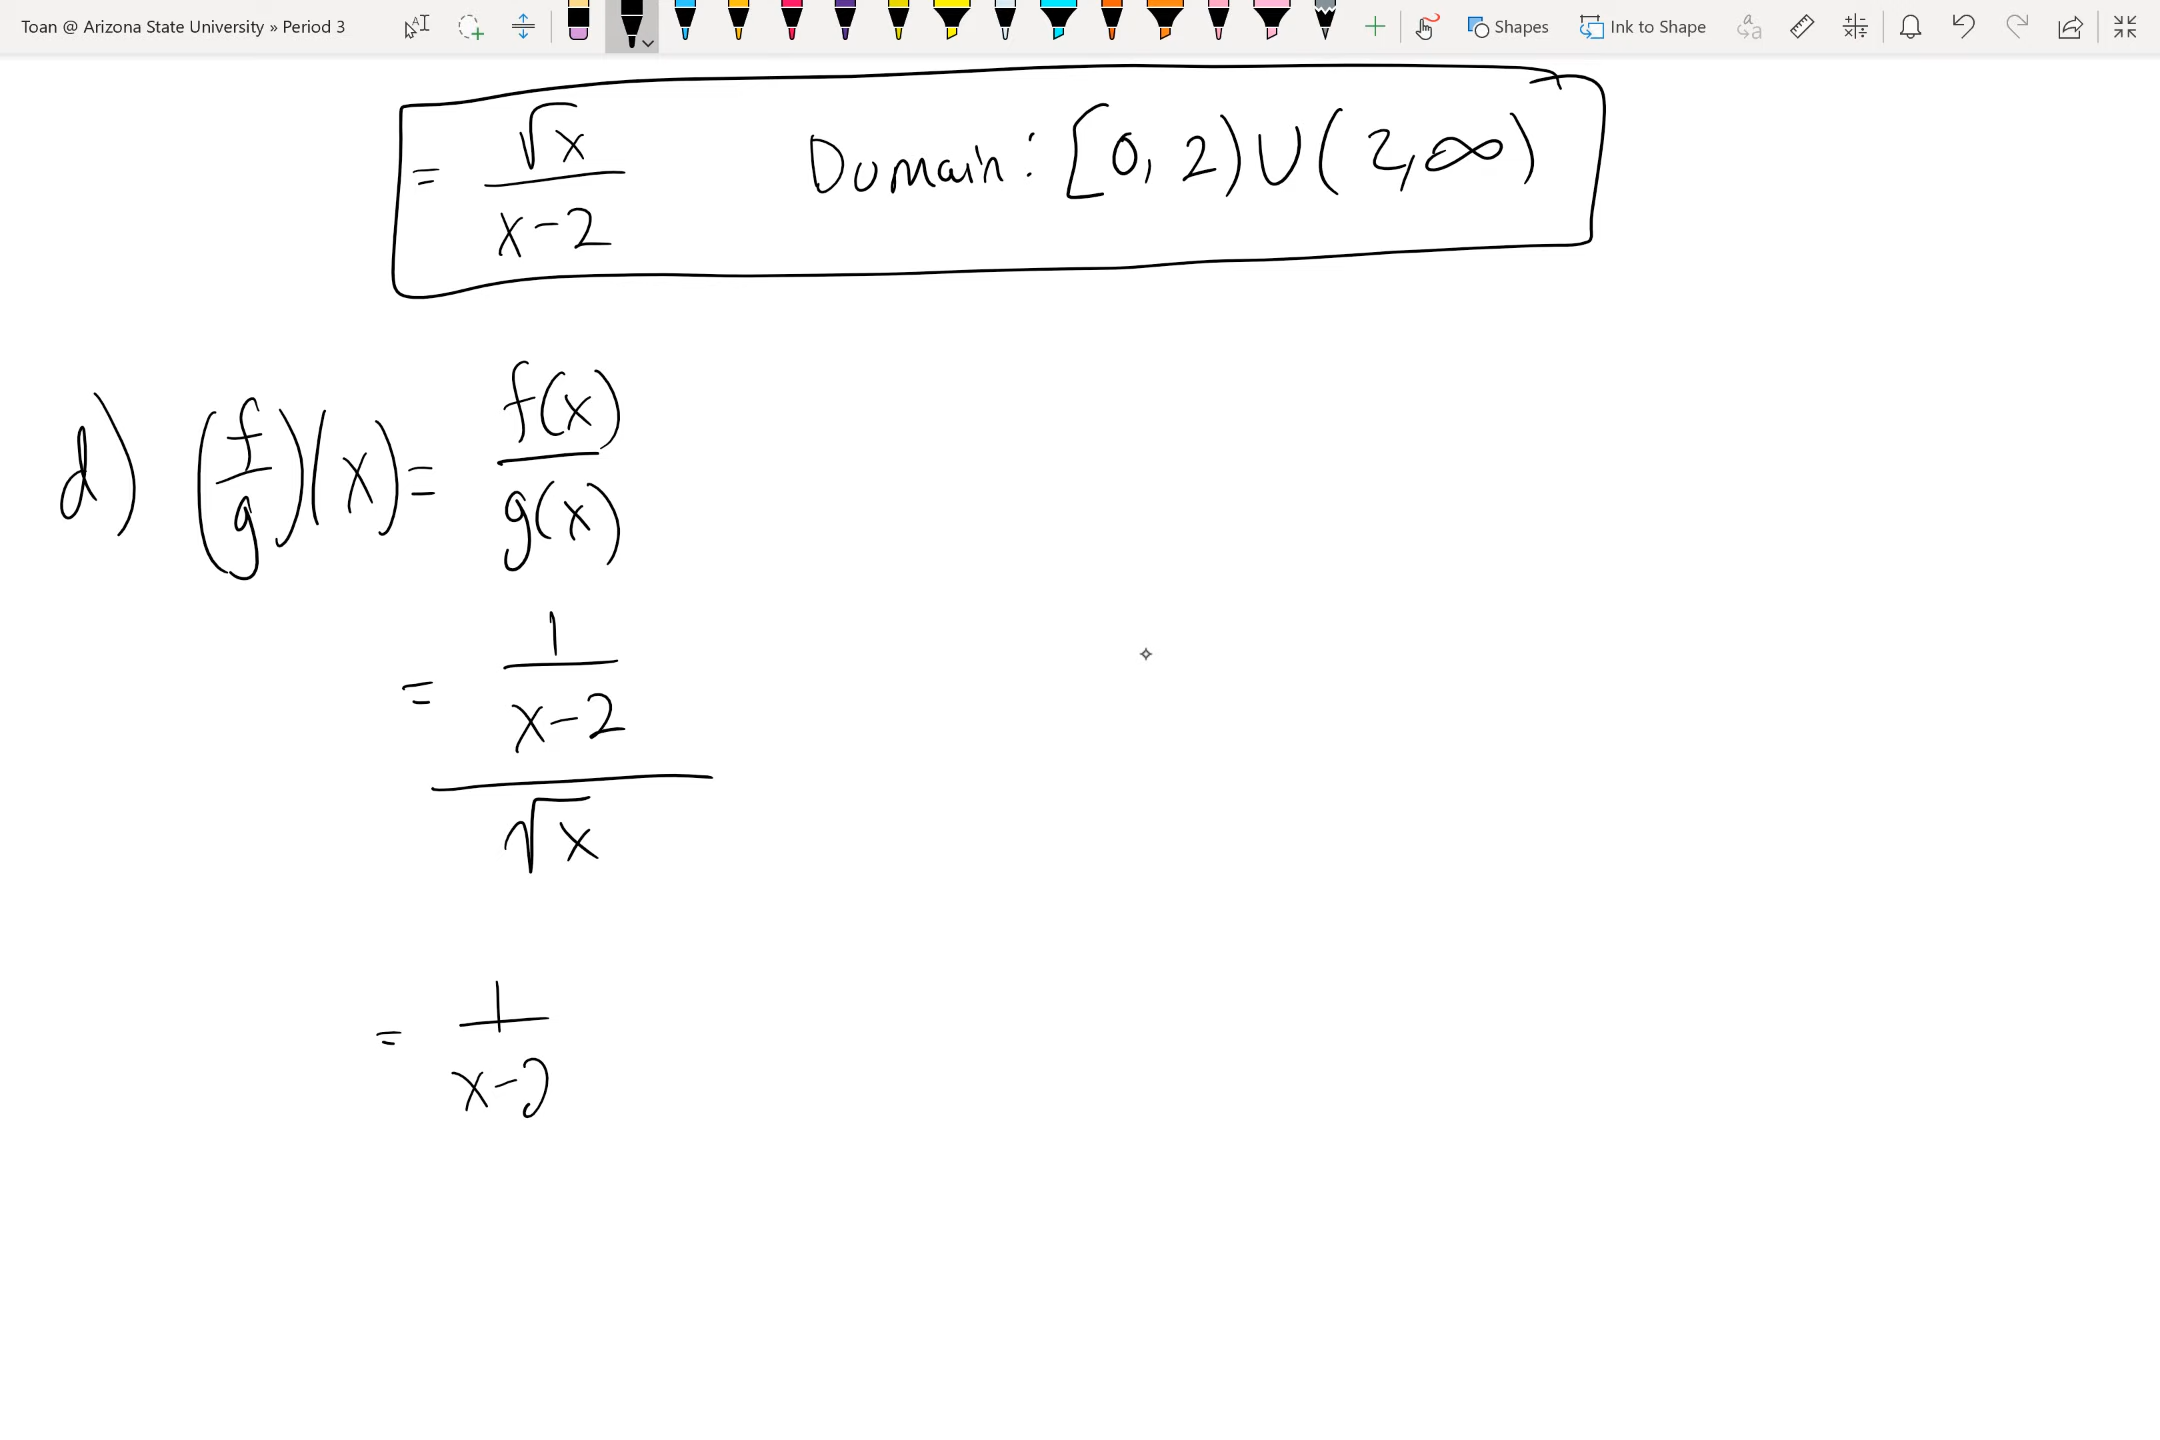 Toan @ Arizona State University » Period 3
Shapes
Ink to Shape
= √x / (x-2) Domain: [0, 2) ∪ (2, ∞)
d) (f/g)(x) = f(x) / g(x)
= (1 / (x-2)) / √x
= 1 / (x-2